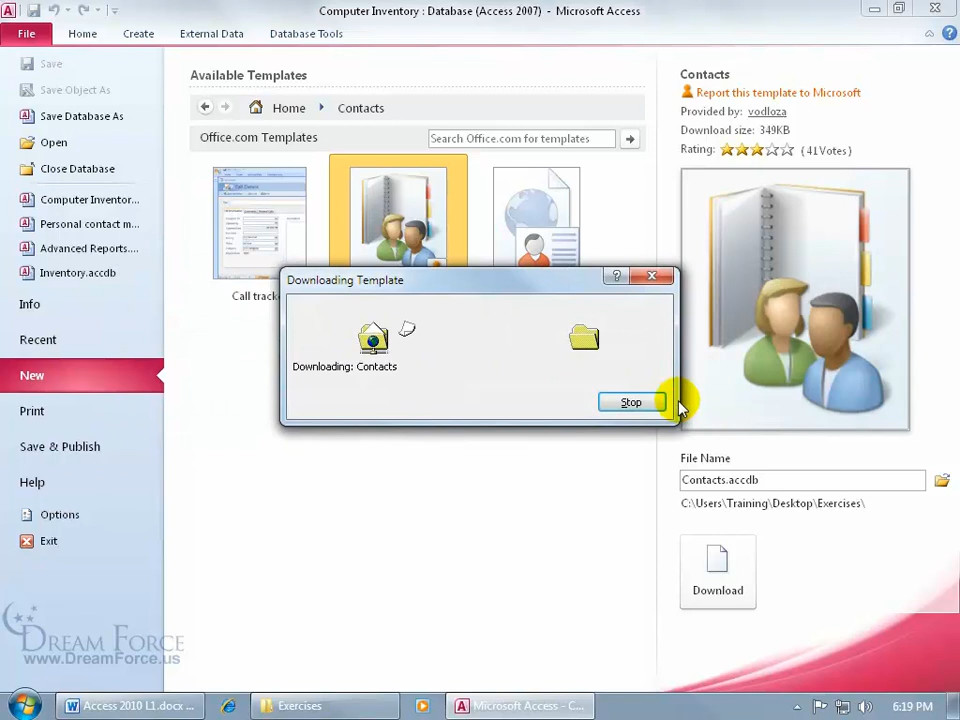 Computer Inventory : Database (Access 2007) - Microsoft Access
File
Home
Create
External Data
Database Tools
Save
Save Object As
Save Database As
Open
Close Database
Computer Inventor...
Personal contact m...
Advanced Reports....
Inventory.accdb
Info
Recent
New
Print
Save & Publish
Help
Options
Exit
Available Templates
Home
Contacts
Office.com Templates
Search Office.com for templates
Call track
Downloading Template
Downloading: Contacts
Stop
Contacts
Report this template to Microsoft
Provided by: vodloza
Download size: 349KB
Rating: (41Votes)
File Name
Contacts.accdb
C:\Users\Training\Desktop\Exercises\
Download
DREAM FORCE
www.DreamForce.us
Access 2010 L1.docx ...
Exercises
Microsoft Access - C...
6:19 PM